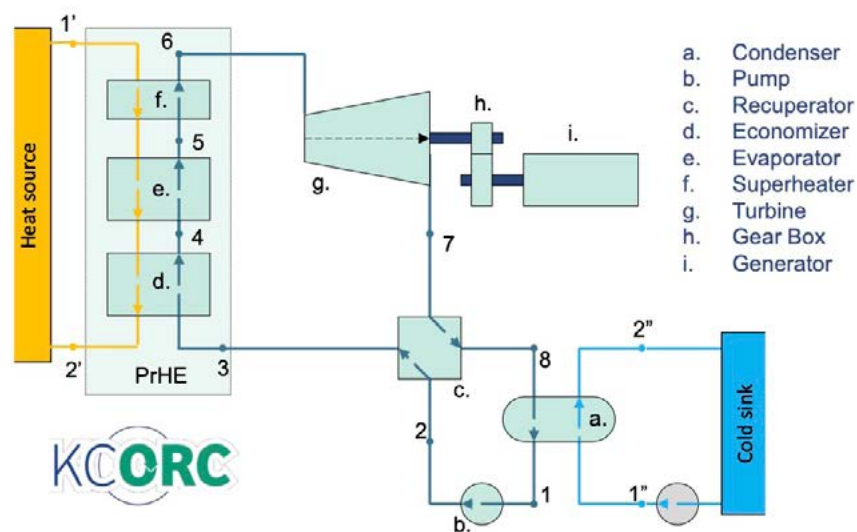 1'
6
f.
5
e.
4
d.
2'
PrHE
3
Heat source
g.
h.
i.
7
c.
8
2"
a.
2
1
b.
1"
Cold sink
a. Condenser
b. Pump
c. Recuperator
d. Economizer
e. Evaporator
f. Superheater
g. Turbine
h. Gear Box
i. Generator
KCORC